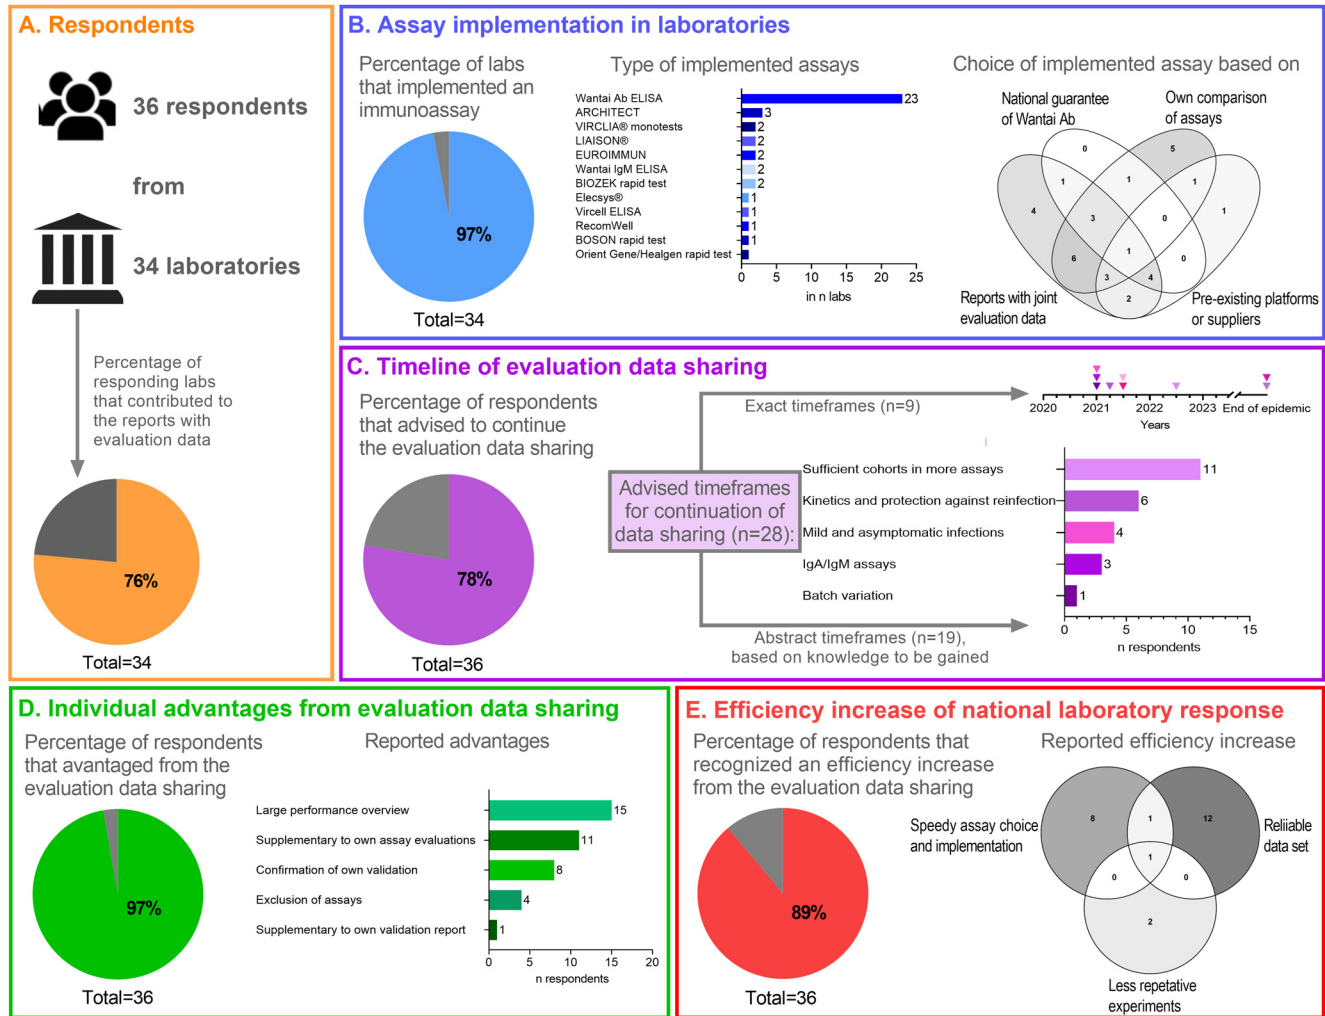 A. Respondents
36 respondents
from
34 laboratories
Percentage of
responding labs
that contributed to
the reports with
evaluation data
76%
Total=34
B. Assay implementation in laboratories
Percentage of labs
that implemented an
immunoassay
97%
Total=34
Type of implemented assays
Wantai Ab ELISA
23
ARCHITECT
3
VIRCLIA® monotests
2
LIAISON®
2
EUROIMMUN
2
Wantai IgM ELISA
2
BIOZEK rapid test
2
Elecsys®
1
Vircell ELISA
1
RecomWell
1
BOSON rapid test
1
Orient Gene/Healgen rapid test
0 5 10 15 20 25
in n labs
Choice of implemented assay based on
National guarantee
of Wantai Ab
Own comparison
of assays
0
5
1
1
1
4
3
0
1
1
6
0
3
4
2
Reports with joint
evaluation data
Pre-existing platforms
or suppliers
C. Timeline of evaluation data sharing
Percentage of respondents
that advised to continue
the evaluation data sharing
78%
Total=36
Advised timeframes
for continuation of
data sharing (n=28):
Exact timeframes (n=9)
2020 2021 2022 2023 End of epidemic
Years
Sufficient cohorts in more assays
11
Kinetics and protection against reinfection
6
Mild and asymptomatic infections
4
IgA/IgM assays
3
Batch variation
1
0 5 10 15
n respondents
Abstract timeframes (n=19),
based on knowledge to be gained
D. Individual advantages from evaluation data sharing
Percentage of respondents
that avantaged from the
evaluation data sharing
97%
Total=36
Reported advantages
Large performance overview
15
Supplementary to own assay evaluations
11
Confirmation of own validation
8
Exclusion of assays
4
Supplementary to own validation report
1
0 5 10 15 20
n respondents
E. Efficiency increase of national laboratory response
Percentage of respondents that
recognized an efficiency increase
from the evaluation data sharing
89%
Total=36
Reported efficiency increase
Speedy assay choice
and implementation
8
1
12
Reliiable
data set
1
0
0
2
Less repetative
experiments